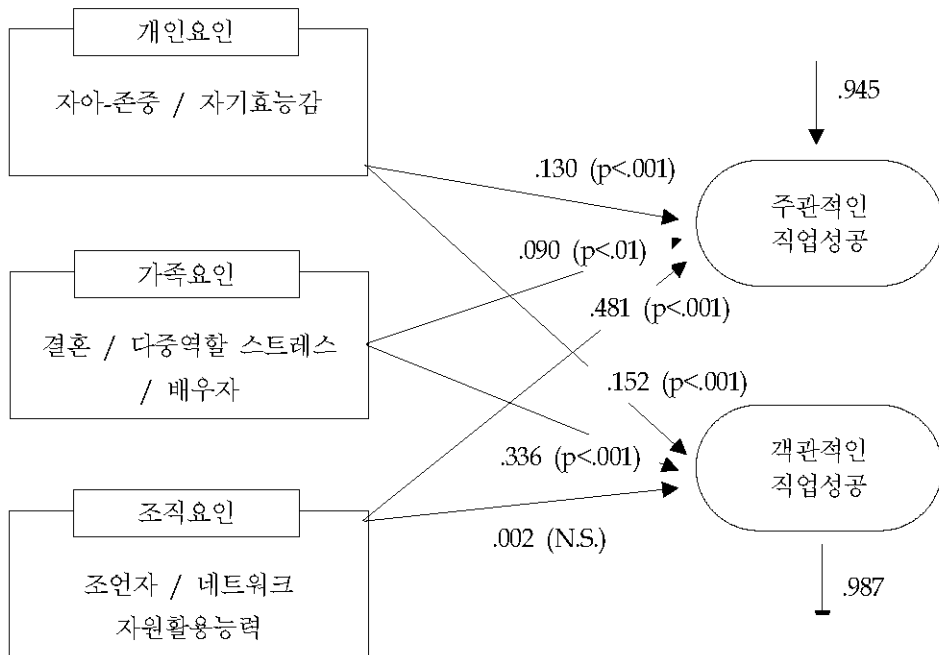 개인요인
자아-존중 / 자기효능감
.945
.130 (p<.001)
주관적인
직업성공
.090 (p<.01)
가족요인
.481 (p<.001)
결혼 / 다중역할 스트레스
/ 배우자
.152 (p<.001)
.336 (p<.001)
객관적인
직업성공
조직요인
.002 (N.S.)
조언자 / 네트워크
자원활용능력
.987